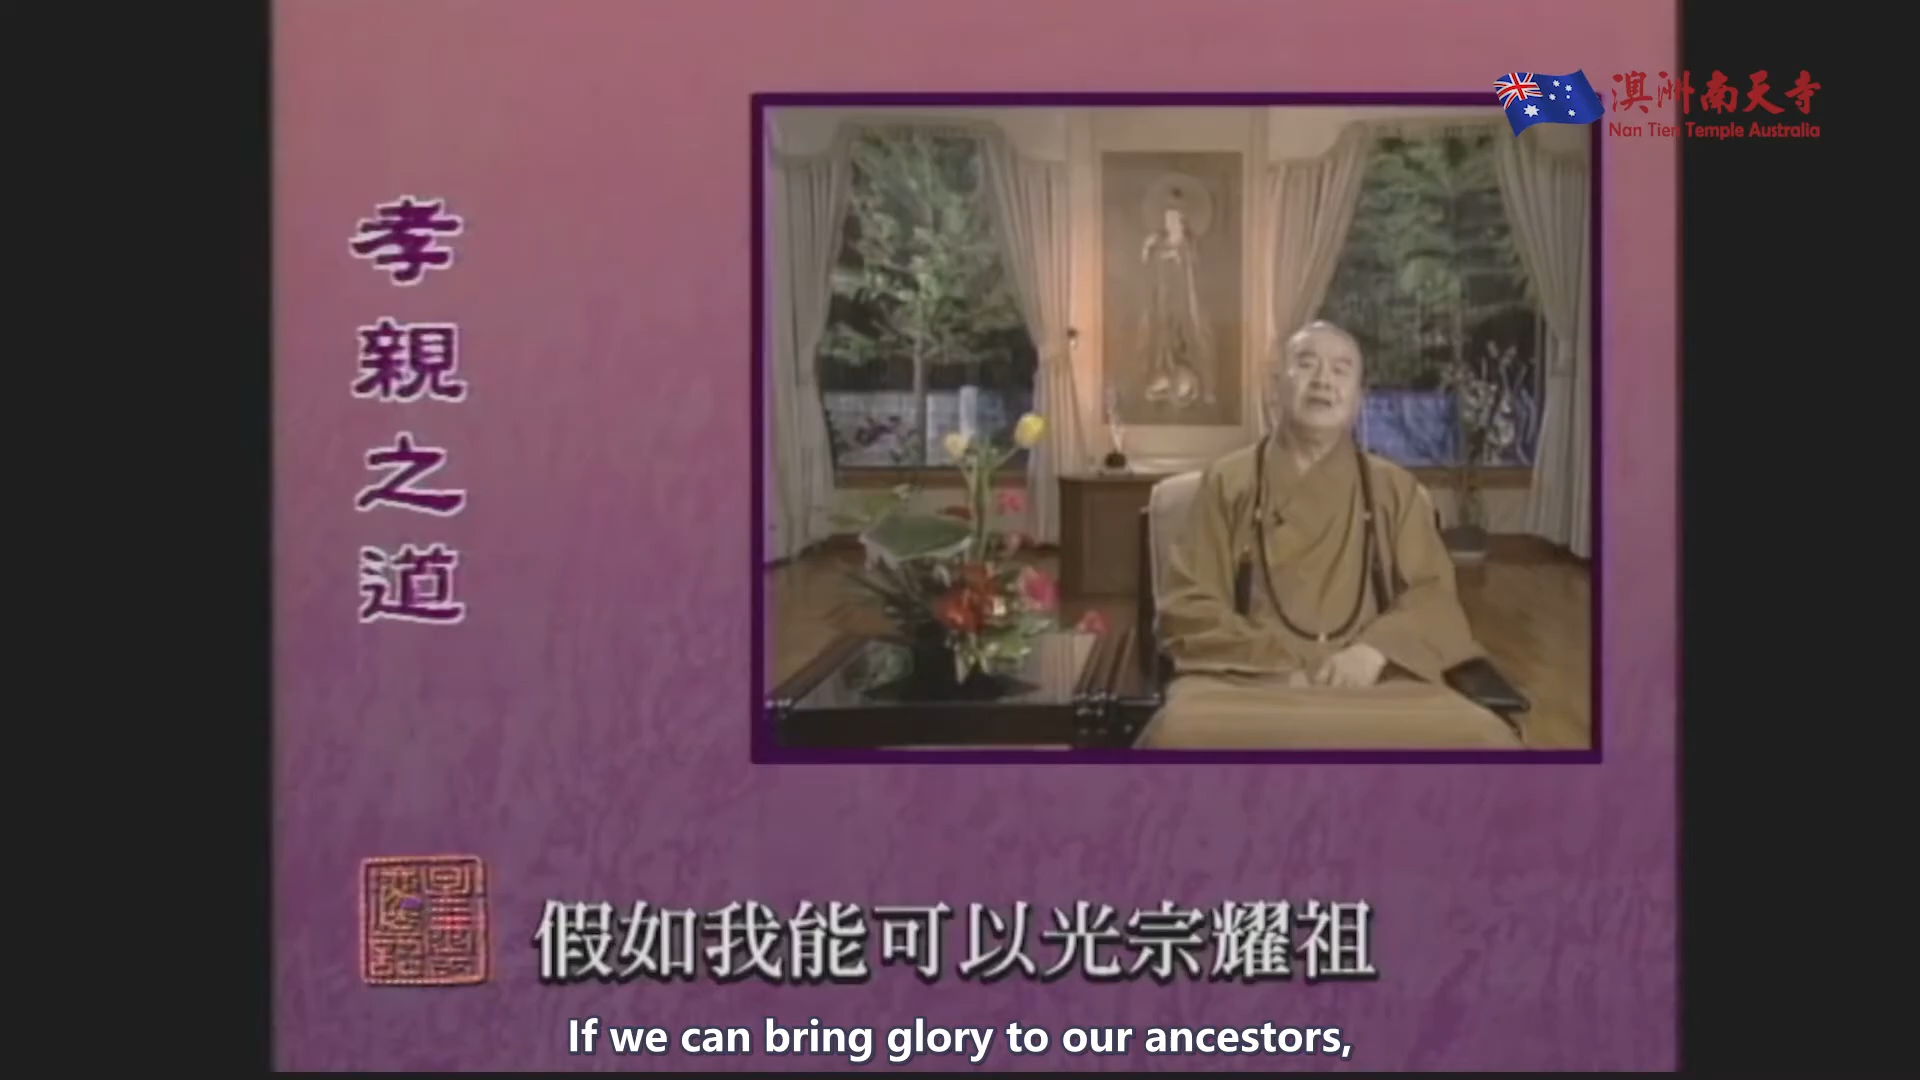 澳洲南天寺
Nan Tien Temple Australia
孝親之道
假如我能可以光宗耀祖
If we can bring glory to our ancestors,